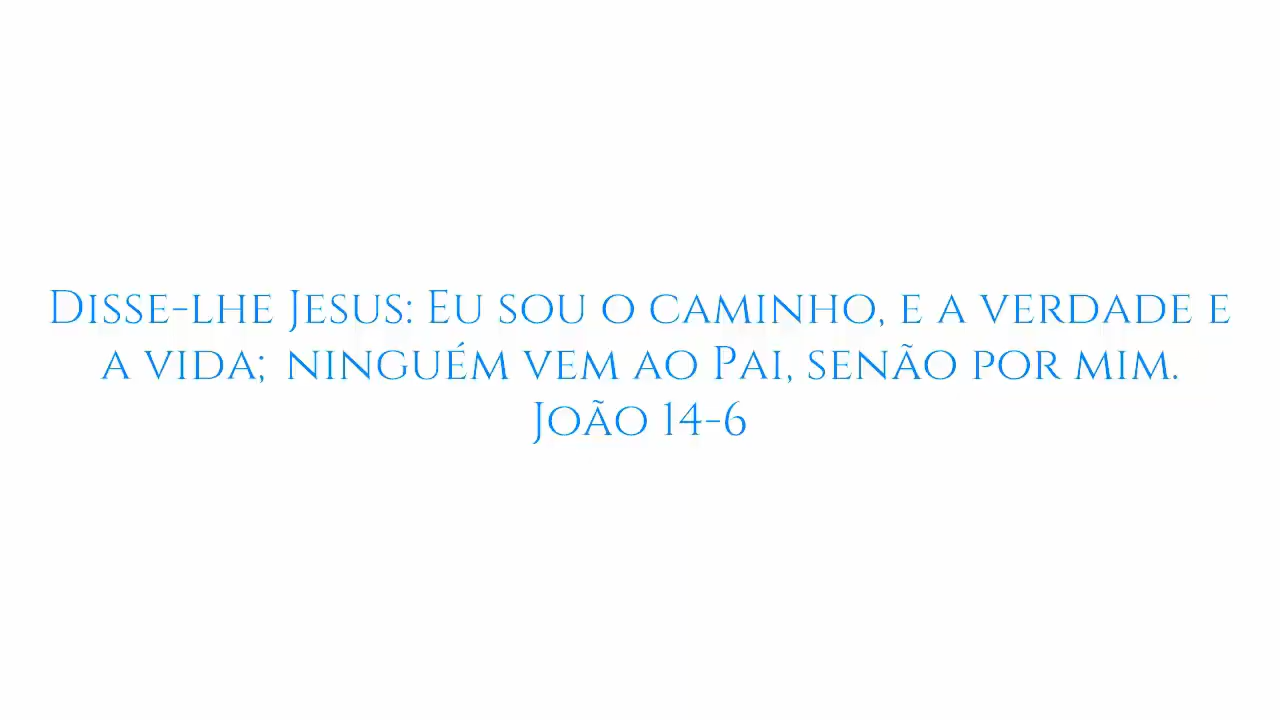 Disse-lhe Jesus: Eu sou o caminho, e a verdade e
a vida; ninguém vem ao Pai, senão por mim.
João 14-6